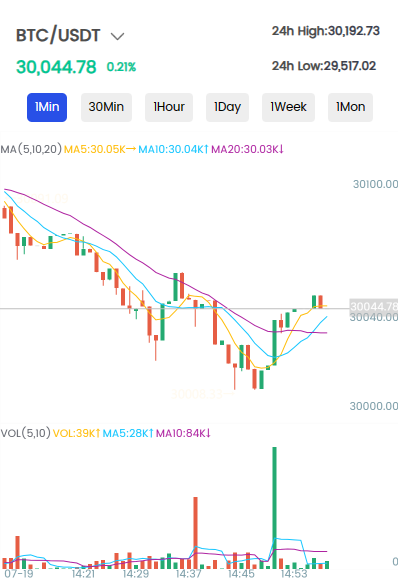 BTC/USDT
24h High:30,192.73
30,044.78 0.21%
24h Low:29,517.02
1Min 30Min 1Hour 1Day 1Week 1Mon
MA(5,10,20) MA5:30.05K→ MA10:30.04K↑ MA20:30.03K↓
30100.00
30044.78
30040.00
30000.00
VOL(5,10) VOL:39K↑ MA5:28K↑ MA10:84K↓
0
07-19 14:21 14:29 14:37 14:45 14:53